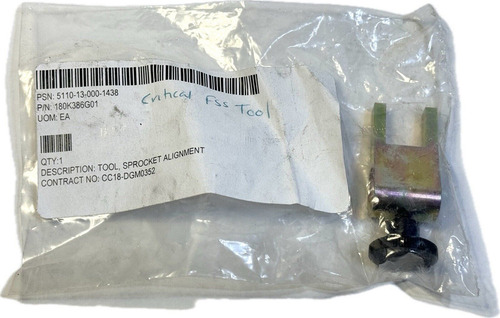 PSN: 5110-13-000-1438
P/N: 180K386G01
UOM: EA
Critical FSS Tool
QTY:1
DESCRIPTION: TOOL, SPROCKET ALIGNMENT
CONTRACT NO: CC18-DGM0352